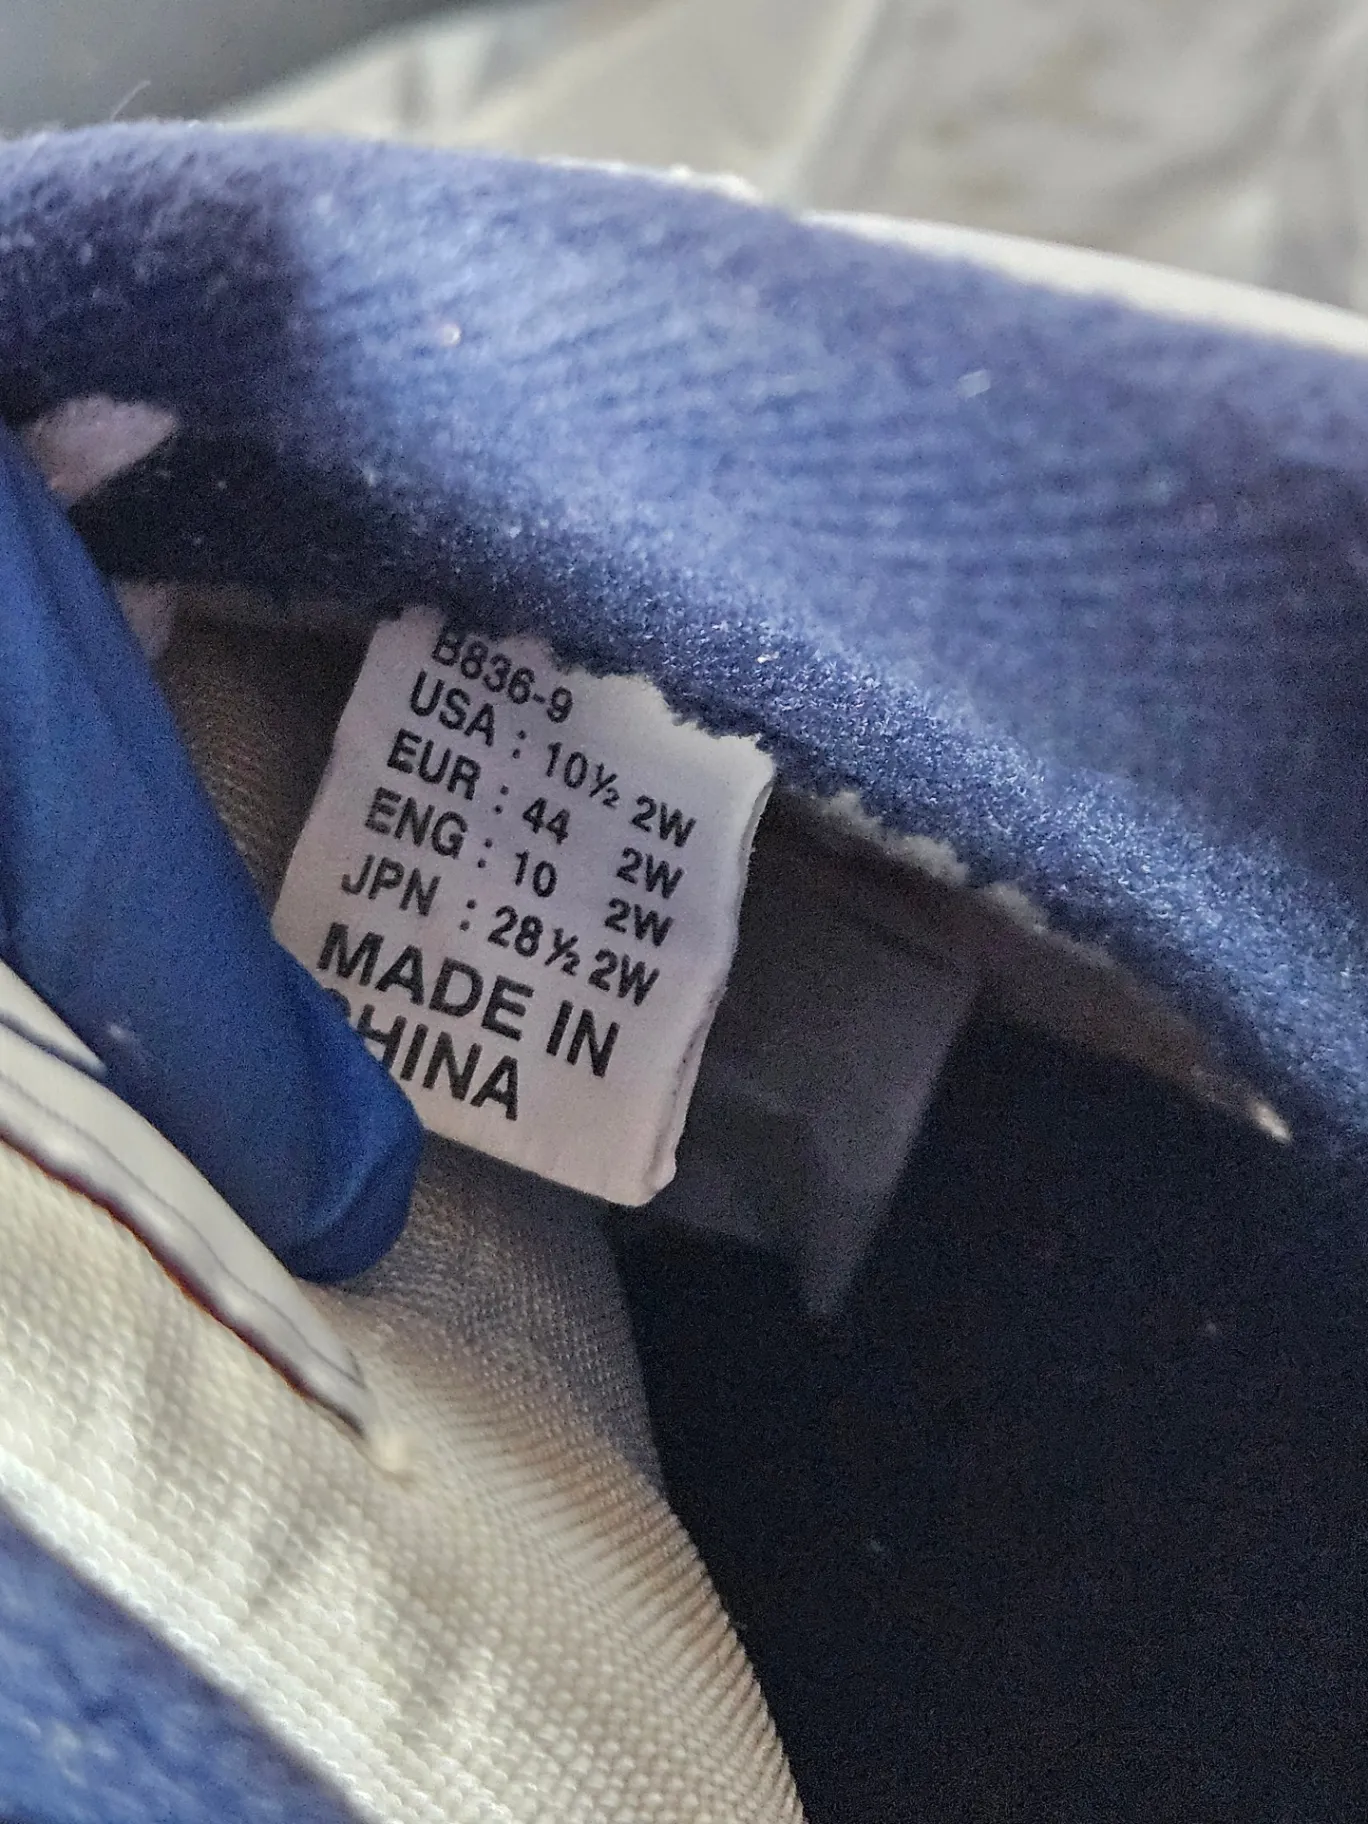 B836-9
USA : 10½ 2W
EUR : 44 2W
ENG : 10 2W
JPN : 28½ 2W
MADE IN
CHINA